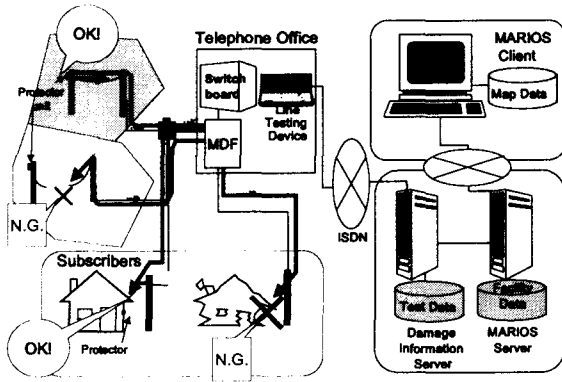 OK!
Telephone Office
MARIOS
Client
Protector
unit
Switch
board
Line
Testing
Device
Map Data
MDF
N.G.
ISDN
Subscribers
Test Data
Facility
Data
OK!
Protector
N.G.
Damage
Information
Server
MARIOS
Server